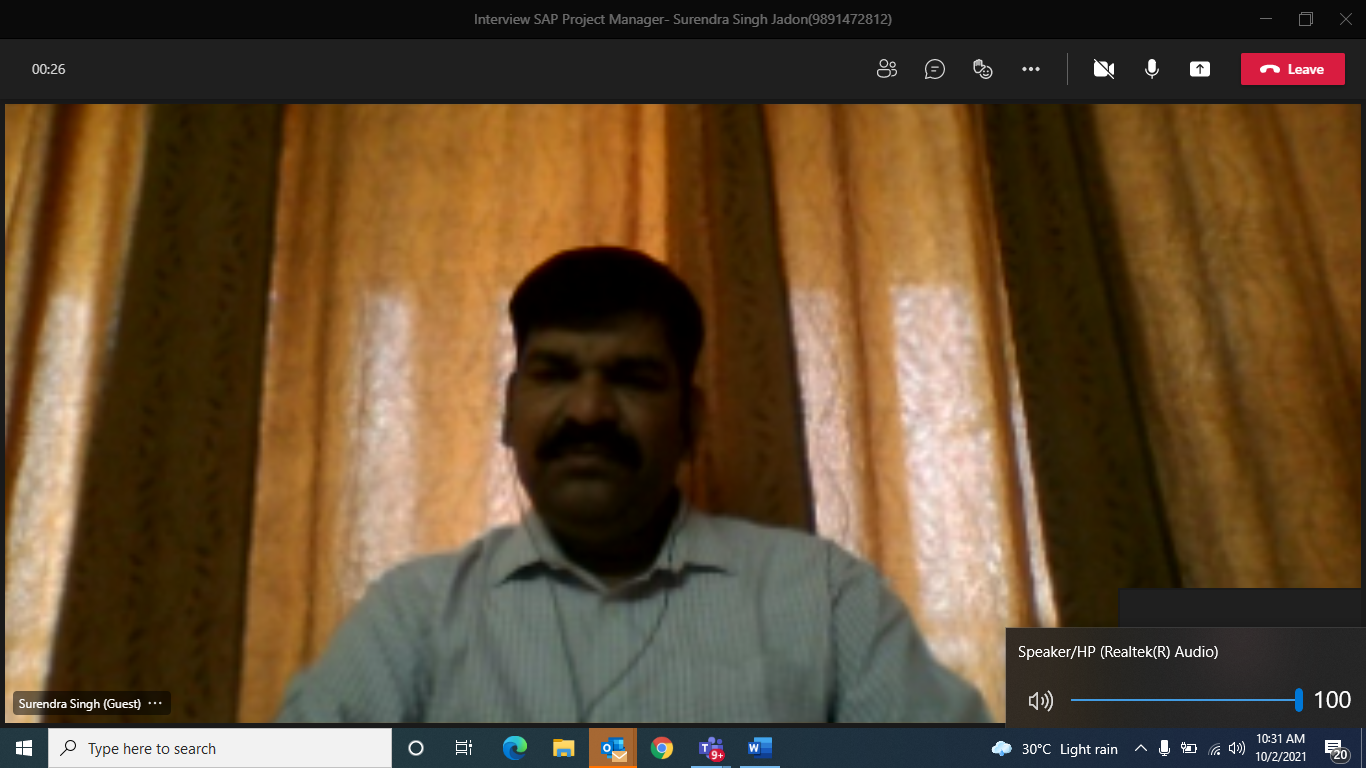 Interview SAP Project Manager- Surendra Singh Jadon(9891472812)
00:26
Leave
Surendra Singh (Guest)
Speaker/HP (Realtek(R) Audio)
100
Type here to search
9+
30°C Light rain
10:31 AM
10/2/2021
20